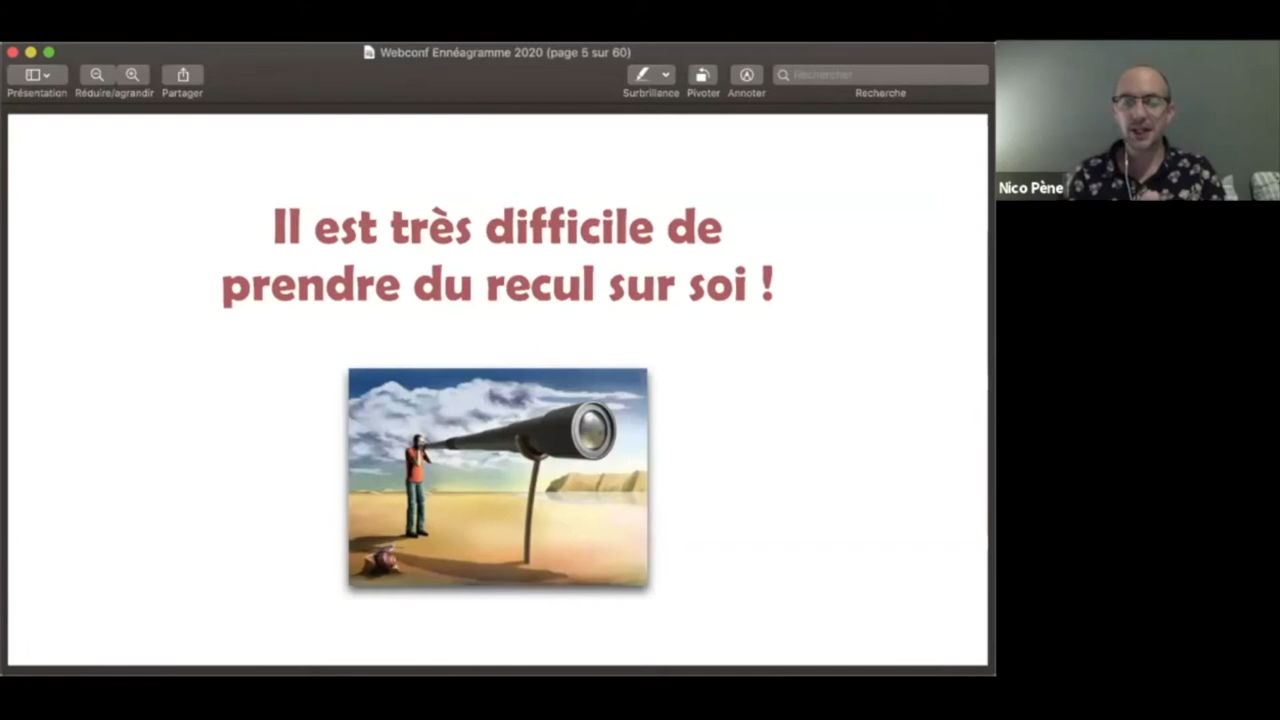 Webconf Ennéagramme 2020 (page 5 sur 60)
Présentation
Réduire/agrandir
Partager
Surbrillance
Pivoter
Annoter
Rechercher
Recherche
Il est très difficile de
prendre du recul sur soi !
Nico Pène